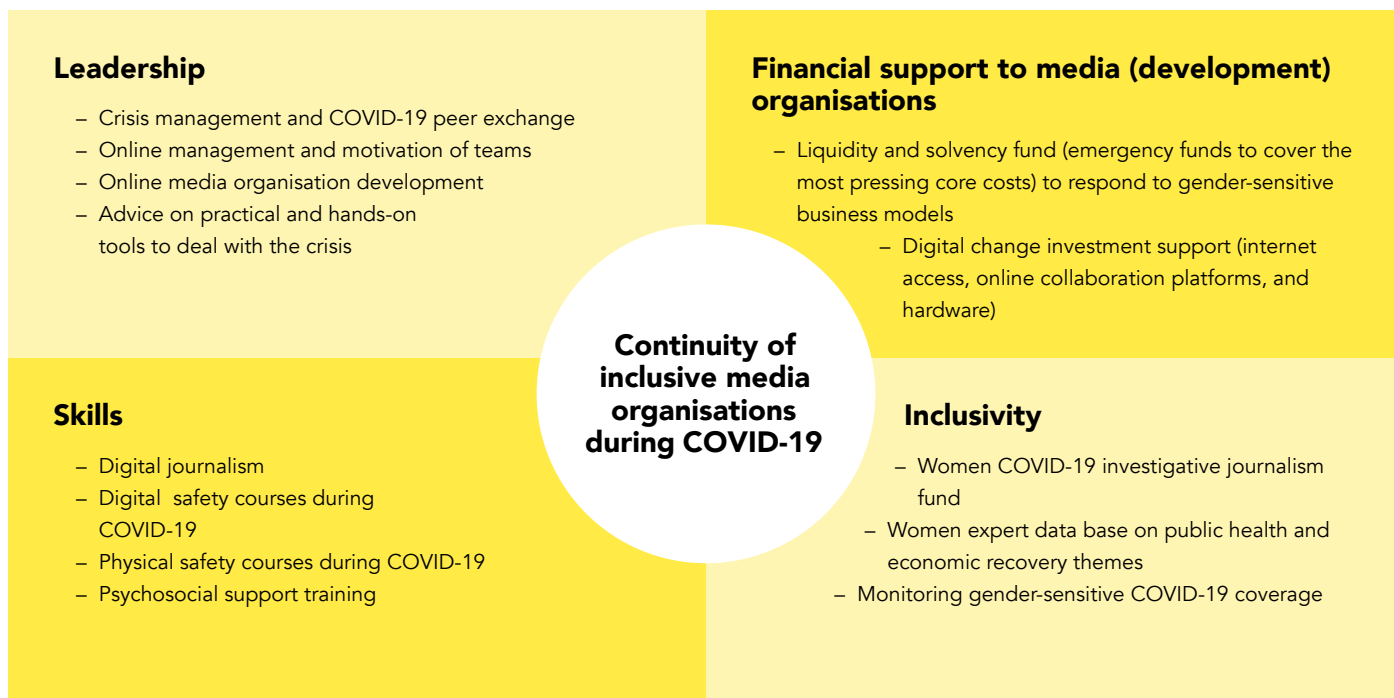 Leadership
– Crisis management and COVID-19 peer exchange
– Online management and motivation of teams
– Online media organisation development
– Advice on practical and hands-on
tools to deal with the crisis
Financial support to media (development)
organisations
– Liquidity and solvency fund (emergency funds to cover the
most pressing core costs) to respond to gender-sensitive
business models
– Digital change investment support (internet
access, online collaboration platforms, and
hardware)
Continuity of
inclusive media
organisations
during COVID-19
Skills
– Digital journalism
– Digital safety courses during
COVID-19
– Physical safety courses during COVID-19
– Psychosocial support training
Inclusivity
– Women COVID-19 investigative journalism
fund
– Women expert data base on public health and
economic recovery themes
– Monitoring gender-sensitive COVID-19 coverage